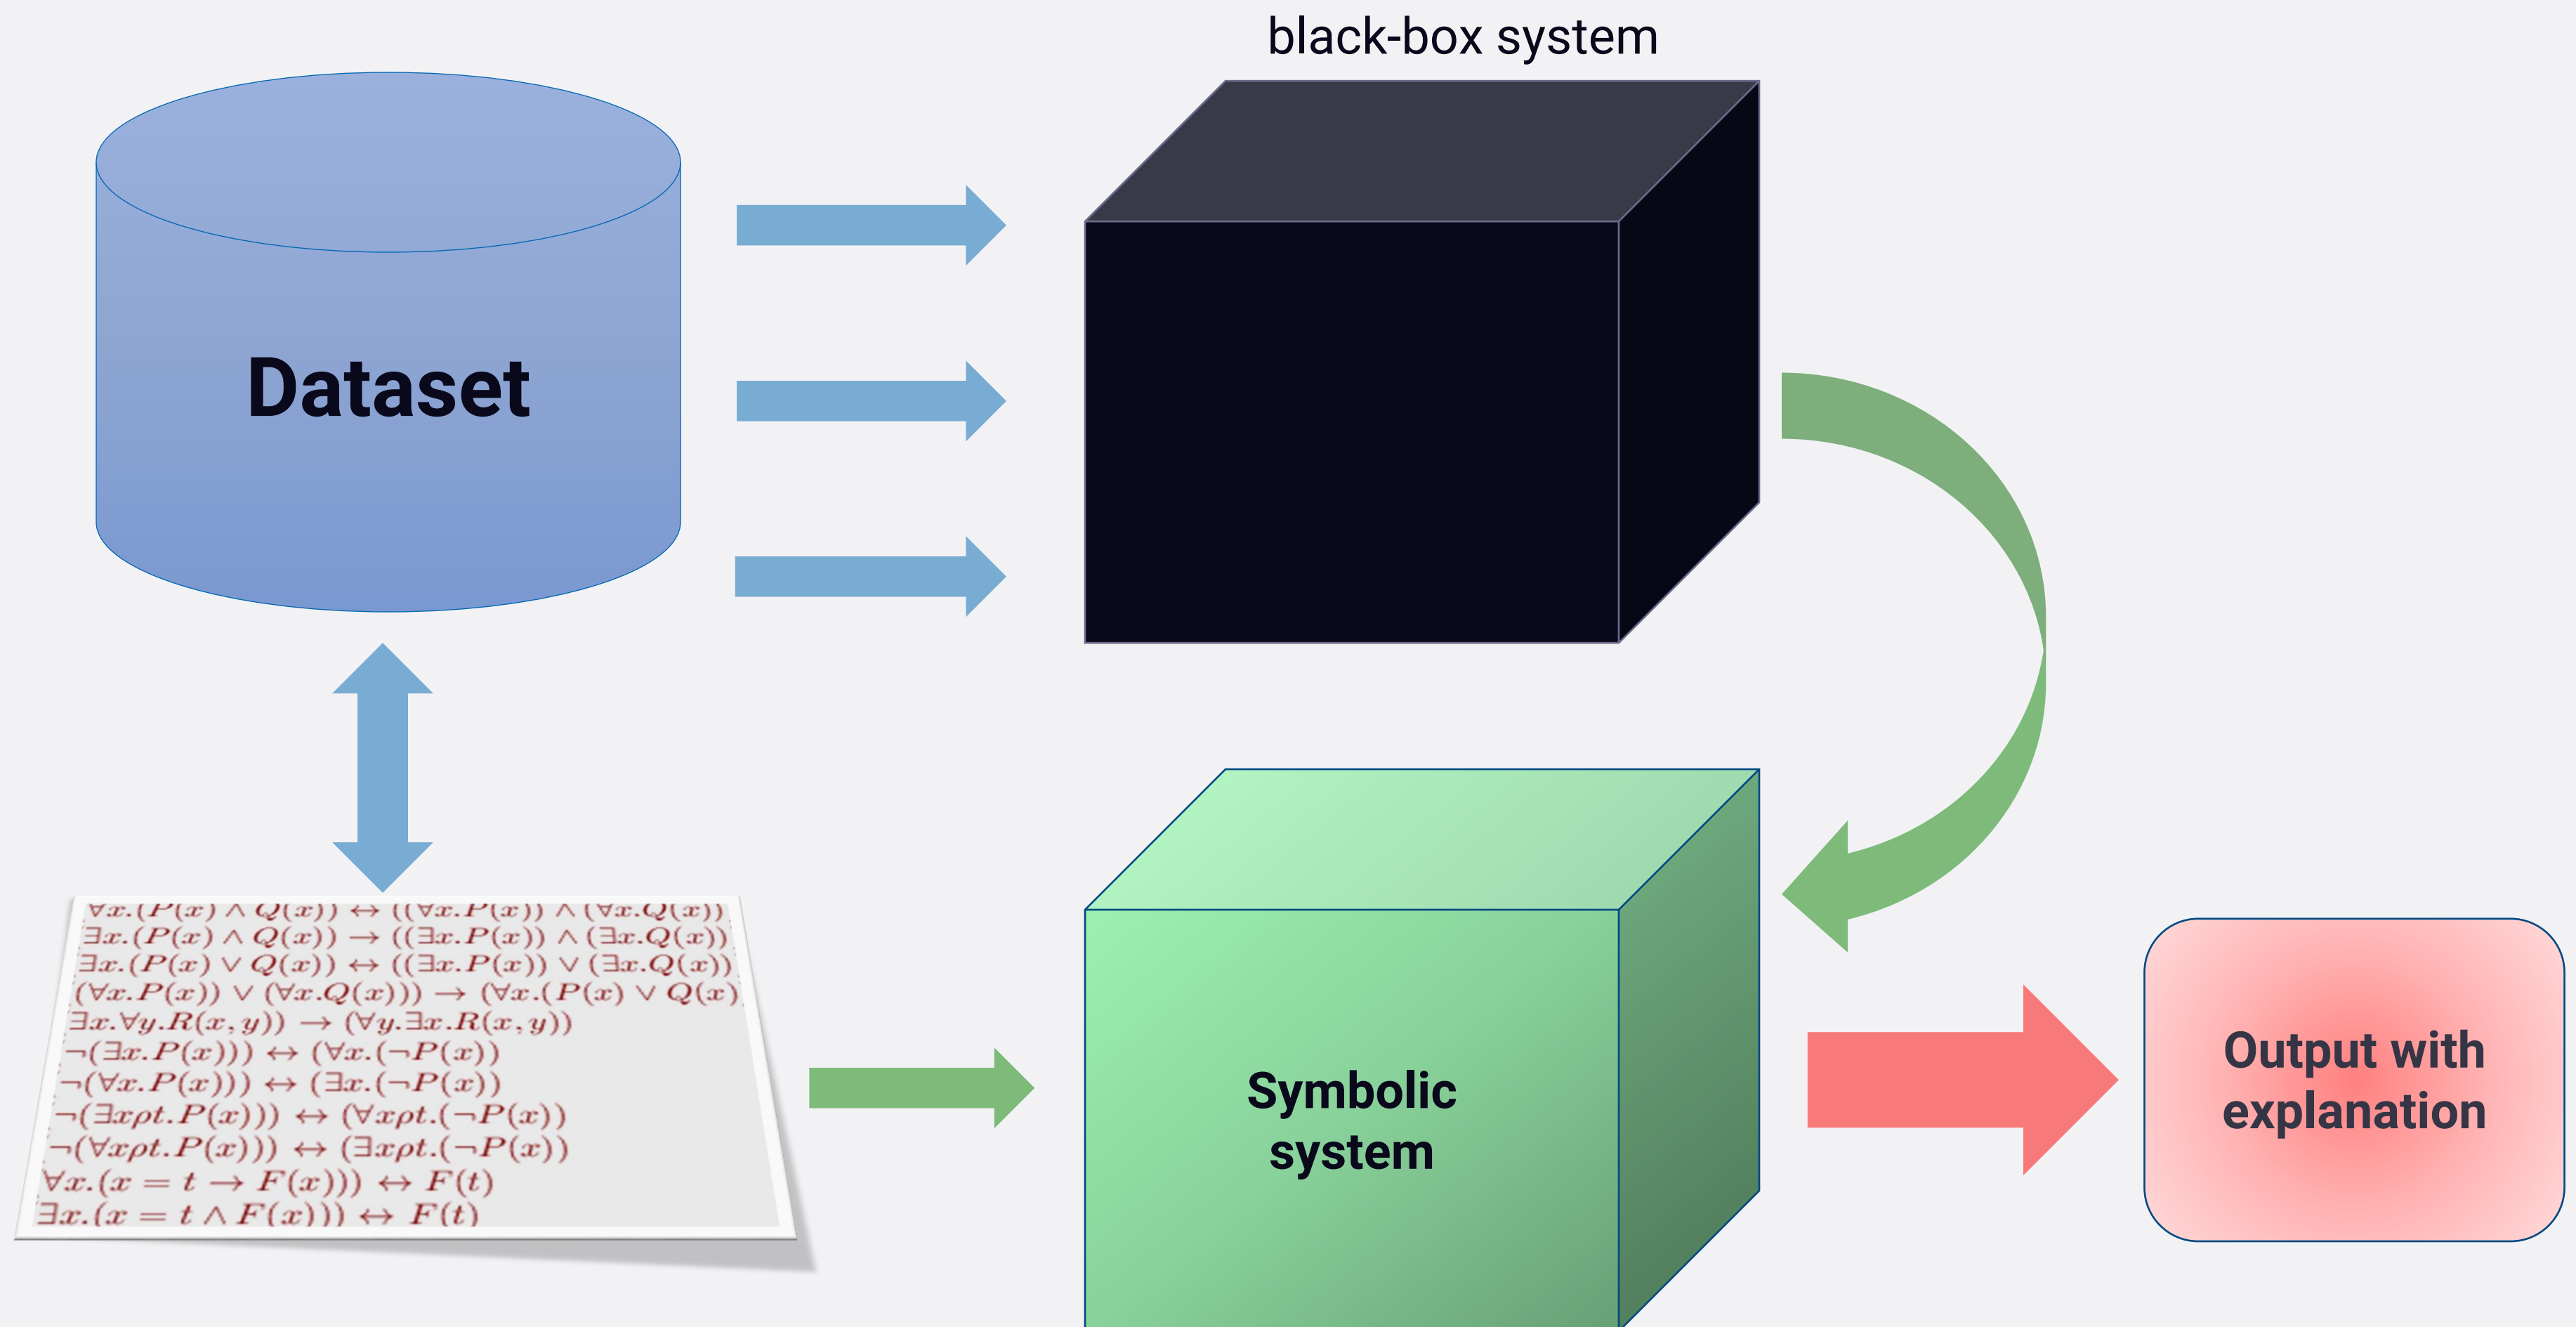 black-box system
Dataset
∀x.(P(x) ∧ Q(x)) ↔ ((∀x.P(x)) ∧ (∀x.Q(x))
∃x.(P(x) ∧ Q(x)) → ((∃x.P(x)) ∧ (∃x.Q(x))
∃x.(P(x) ∨ Q(x)) ↔ ((∃x.P(x)) ∨ (∃x.Q(x))
(∀x.P(x)) ∨ (∀x.Q(x))) → (∀x.(P(x) ∨ Q(x)
∃x.∀y.R(x,y)) → (∀y.∃x.R(x,y))
¬(∃x.P(x))) ↔ (∀x.(¬P(x))
¬(∀x.P(x))) ↔ (∃x.(¬P(x))
¬(∃xρt.P(x))) ↔ (∀xρt.(¬P(x))
¬(∀xρt.P(x))) ↔ (∃xρt.(¬P(x))
∀x.(x = t → F(x))) ↔ F(t)
∃x.(x = t ∧ F(x))) ↔ F(t)
Symbolic
system
Output with
explanation